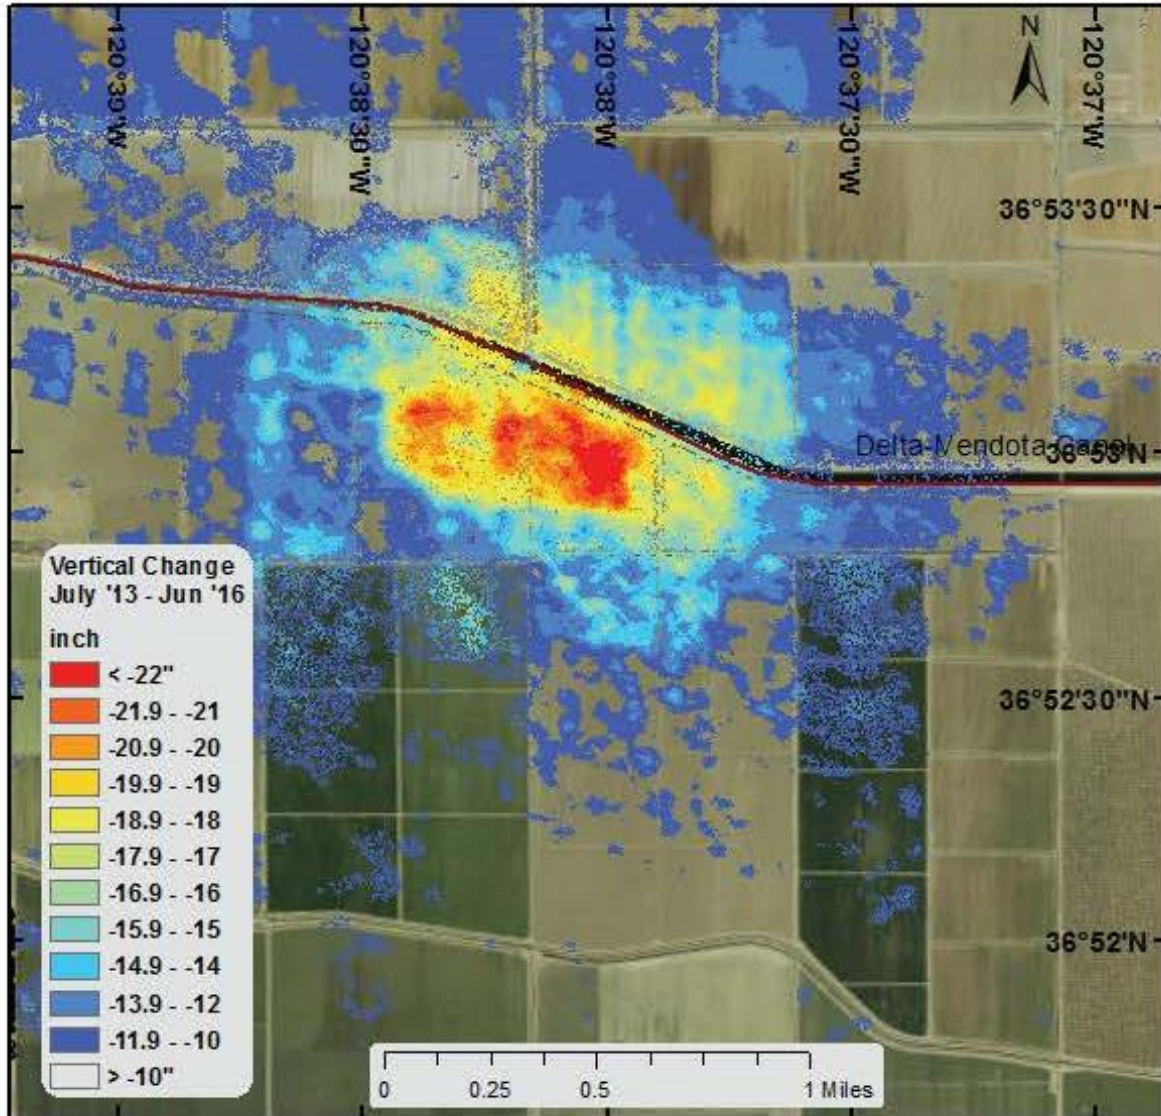 120°39'W
120°38'30"W
120°38'W
120°37'30"W
120°37'W
N
36°53'30"N
Delta-Mendota Canal
36°53'N
36°52'30"N
36°52'N
Vertical Change
July '13 - Jun '16
inch
< -22"
-21.9 - -21
-20.9 - -20
-19.9 - -19
-18.9 - -18
-17.9 - -17
-16.9 - -16
-15.9 - -15
-14.9 - -14
-13.9 - -12
-11.9 - -10
> -10"
0 0.25 0.5 1 Miles